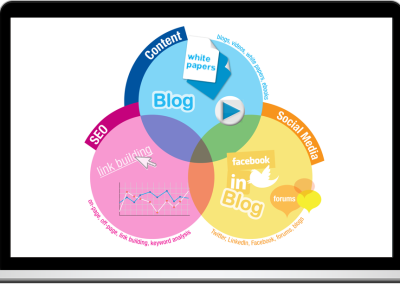 Content
blogs, videos, white papers, ebooks
white
papers
Blog
SEO
link building
on-page, off-page, link building, keyword analysis
Social Media
facebook
in
Blog
forums
Twitter, LinkedIn, Facebook, forums, blogs